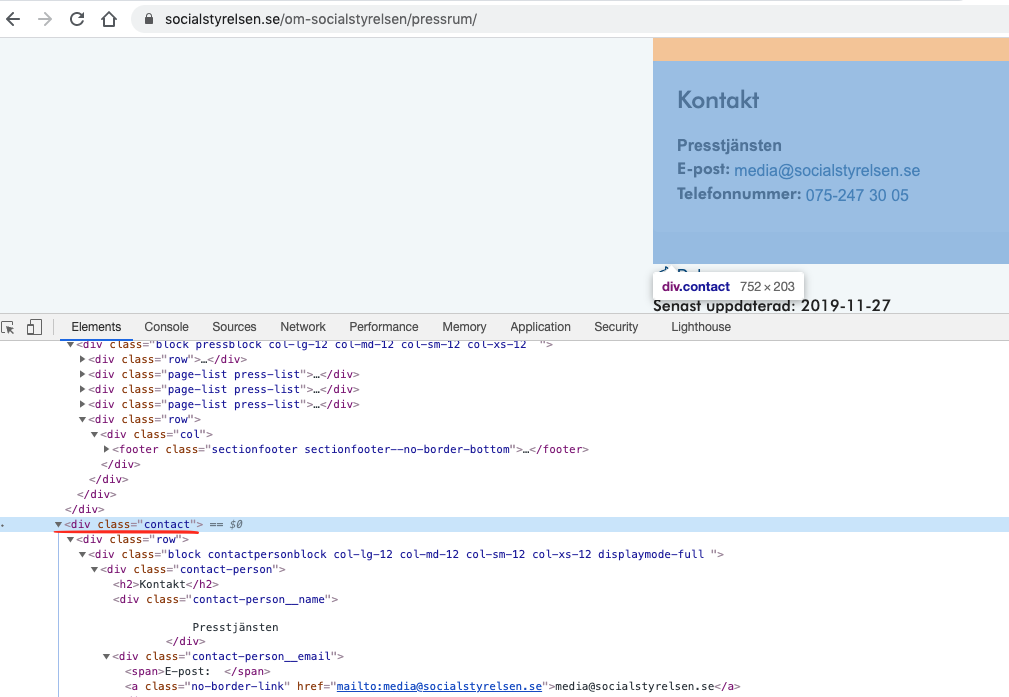 socialstyrelsen.se/om-socialstyrelsen/pressrum/
Kontakt
Presstjänsten
E-post: media@socialstyrelsen.se
Telefonnummer: 075-247 30 05
div.contact 752 × 203
Senast uppdaterad: 2019-11-27
Elements Console Sources Network Performance Memory Application Security Lighthouse
▼<div class="block pressblock col-lg-12 col-md-12 col-sm-12 col-xs-12  ">
▶<div class="row">…</div>
▶<div class="page-list press-list">…</div>
▶<div class="page-list press-list">…</div>
▶<div class="page-list press-list">…</div>
▼<div class="row">
▼<div class="col">
▶<footer class="sectionfooter sectionfooter--no-border-bottom">…</footer>
</div>
</div>
</div>
</div>
▼<div class="contact"> == $0
▼<div class="row">
▼<div class="block contactpersonblock col-lg-12 col-md-12 col-sm-12 col-xs-12 displaymode-full ">
▼<div class="contact-person">
<h2>Kontakt</h2>
<div class="contact-person__name">
Presstjänsten
</div>
▼<div class="contact-person__email">
<span>E-post:  </span>
<a class="no-border-link" href="mailto:media@socialstyrelsen.se">media@socialstyrelsen.se</a>